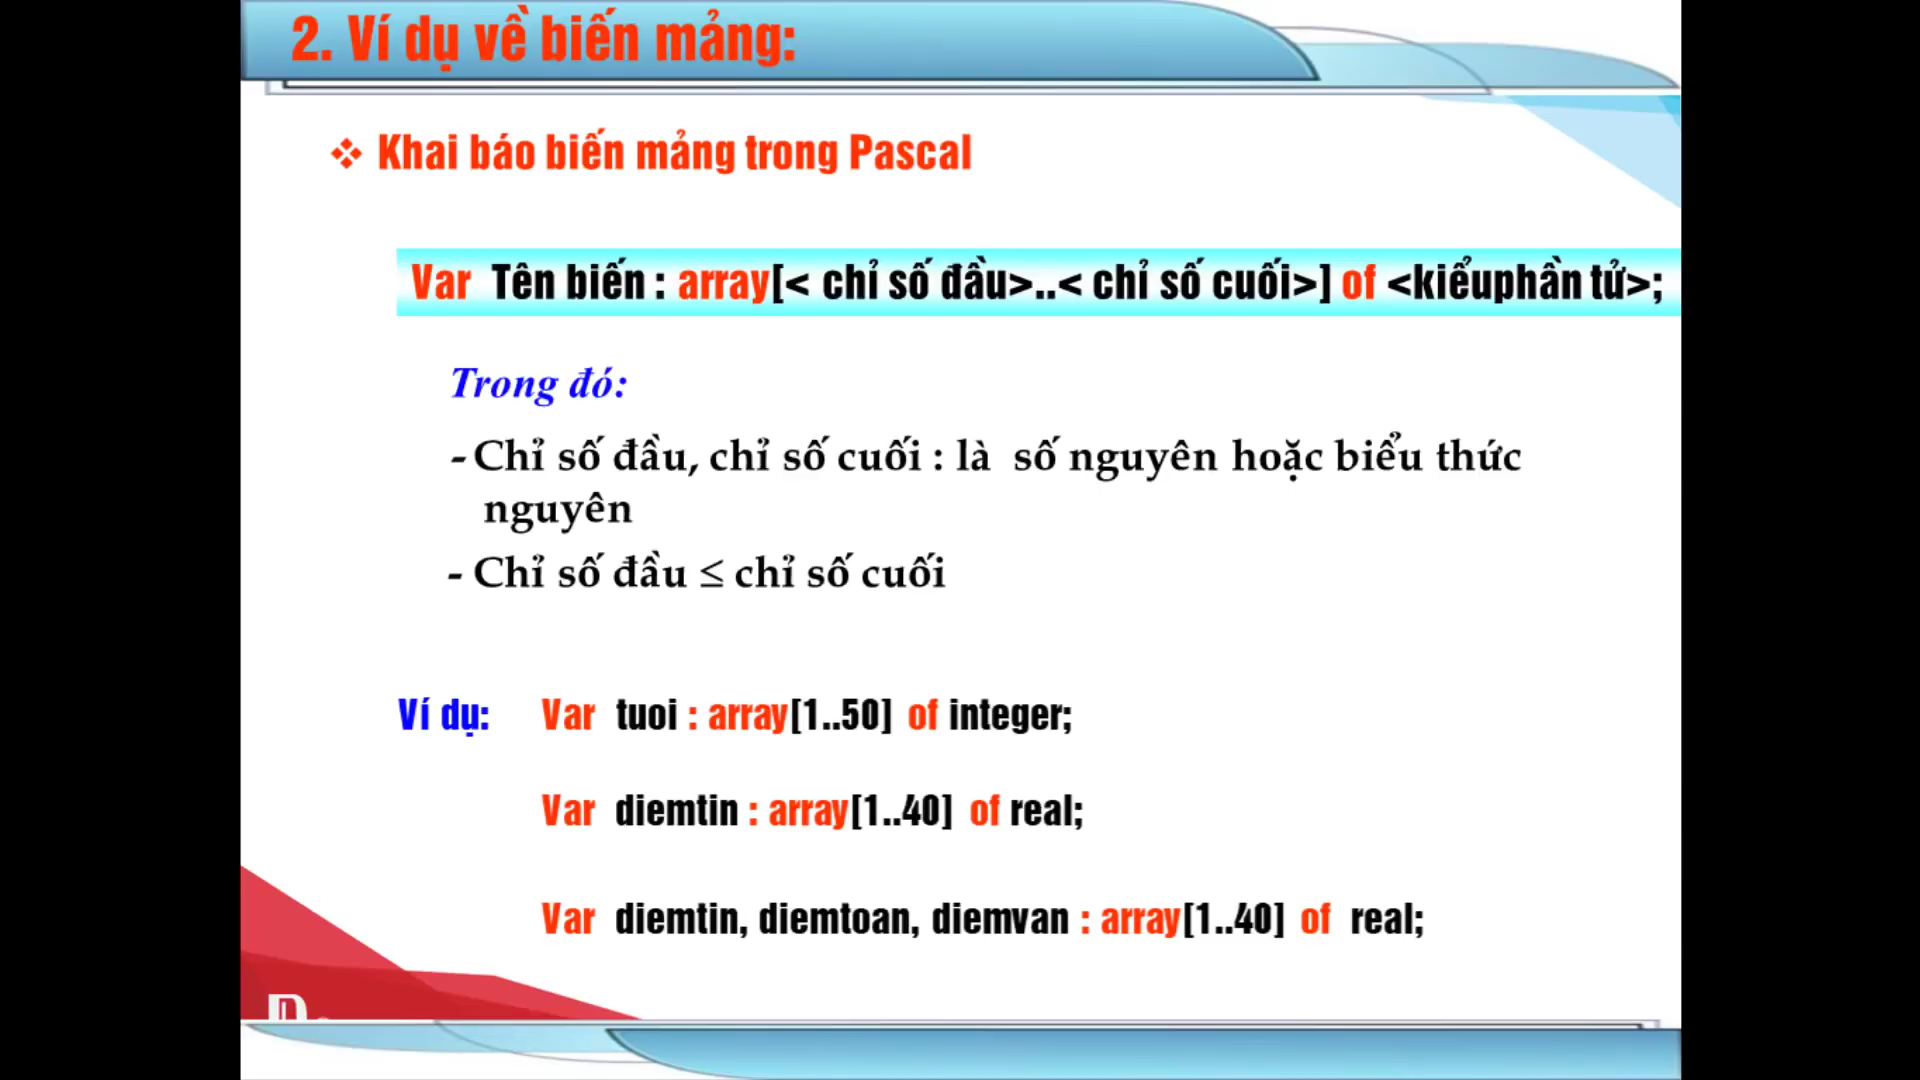 2. Ví dụ về biến mảng:
❖ Khai báo biến mảng trong Pascal
Var Tên biến : array[< chỉ số đầu>..< chỉ số cuối>] of <kiểuphần tử>;
Trong đó:
- Chỉ số đầu, chỉ số cuối : là số nguyên hoặc biểu thức
nguyên
- Chỉ số đầu ≤ chỉ số cuối
Ví dụ: Var tuoi : array[1..50] of integer;
Var diemtin : array[1..40] of real;
Var diemtin, diemtoan, diemvan : array[1..40] of real;